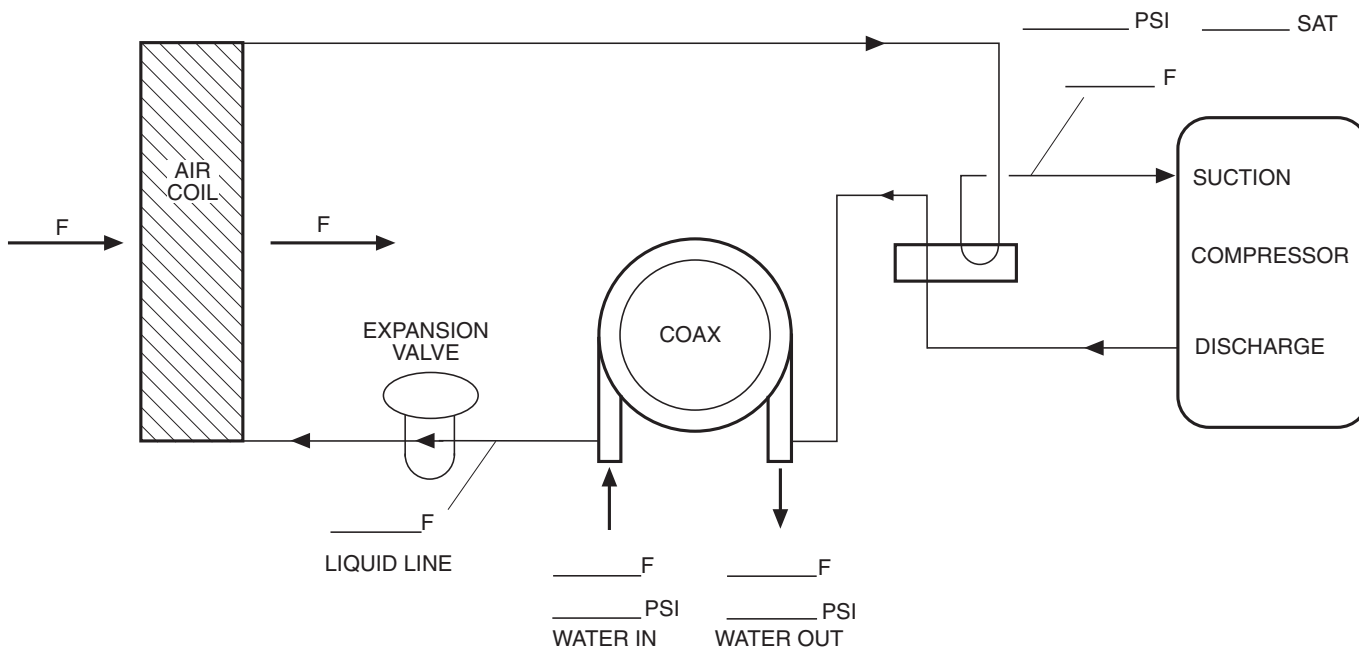 PSI SAT
F
AIR
COIL
SUCTION
F F
COMPRESSOR
EXPANSION
VALVE
COAX
DISCHARGE
F
LIQUID LINE
F F
PSI PSI
WATER IN WATER OUT